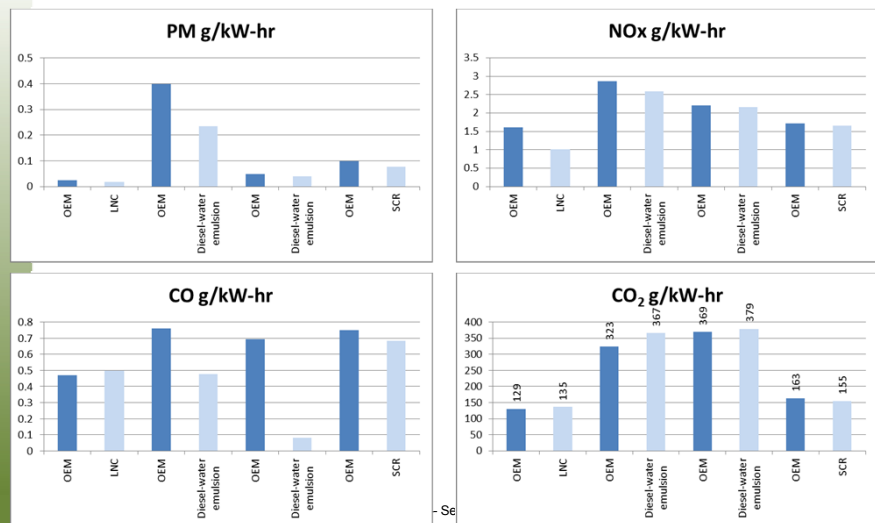 PM g/kW-hr
0.5
0.4
0.3
0.2
0.1
0
OEM
LNC
OEM
Diesel-water
emulsion
OEM
Diesel-water
emulsion
OEM
SCR
NOx g/kW-hr
3.5
3
2.5
2
1.5
1
0.5
0
OEM
LNC
OEM
Diesel-water
emulsion
OEM
Diesel-water
emulsion
OEM
SCR
CO g/kW-hr
0.8
0.7
0.6
0.5
0.4
0.3
0.2
0.1
0
OEM
LNC
OEM
Diesel-water
emulsion
OEM
Diesel-water
emulsion
OEM
SCR
CO₂ g/kW-hr
400
350
300
250
200
150
100
50
0
129
135
323
367
369
379
163
155
OEM
LNC
OEM
Diesel-water
emulsion
OEM
Diesel-water
emulsion
OEM
SCR
- Se